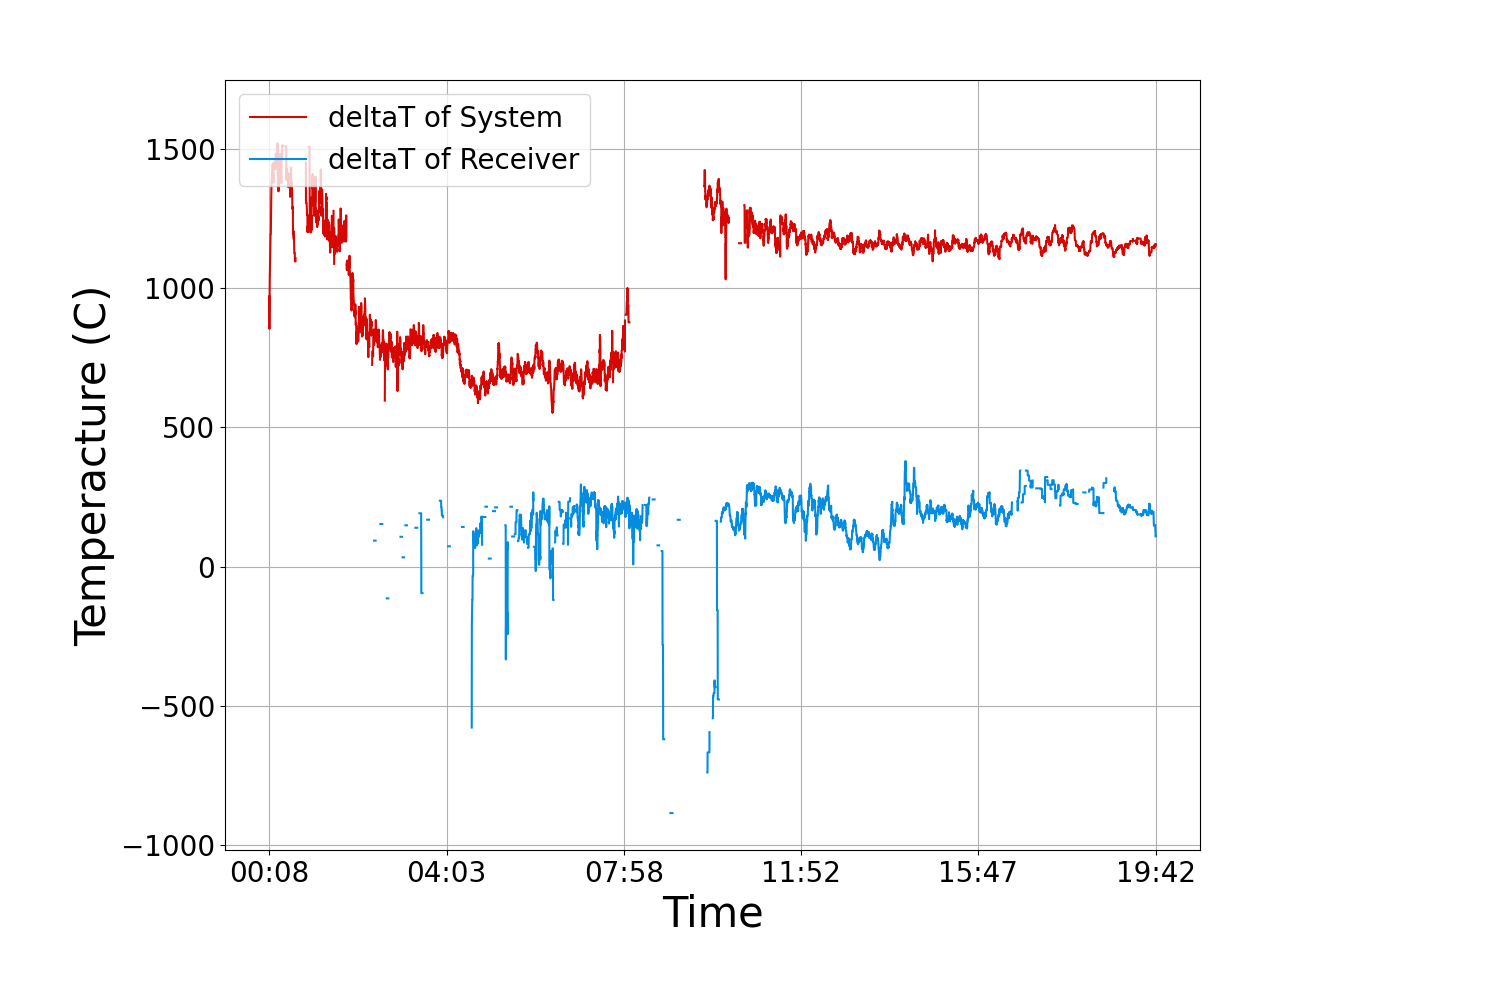 deltaT of System
deltaT of Receiver
1500
1000
500
0
−500
−1000
Temperacture (C)
00:08 04:03 07:58 11:52 15:47 19:42
Time